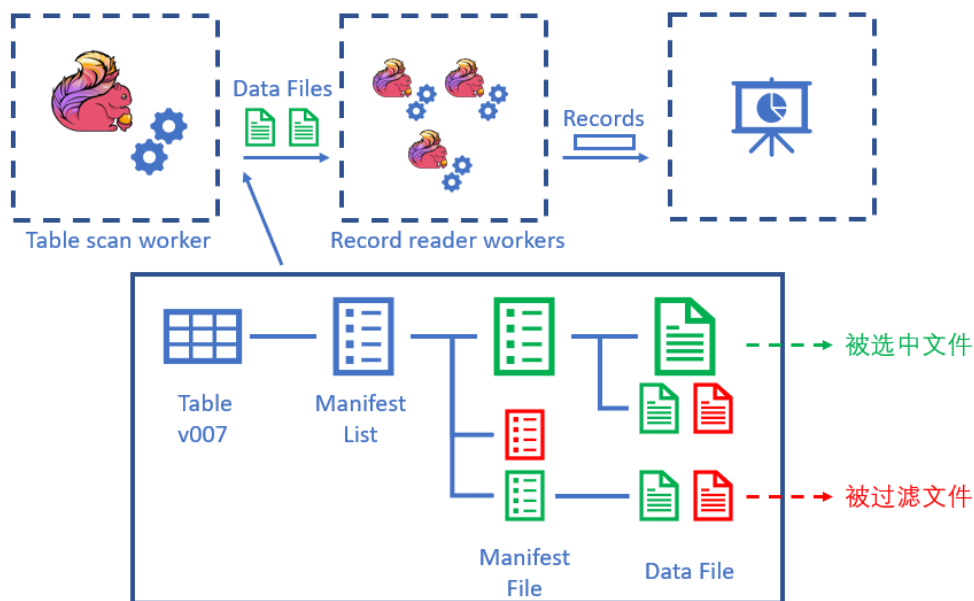 Data Files
Records
Table scan worker
Record reader workers
Table
v007
Manifest
List
被选中文件
被过滤文件
Manifest
File
Data File